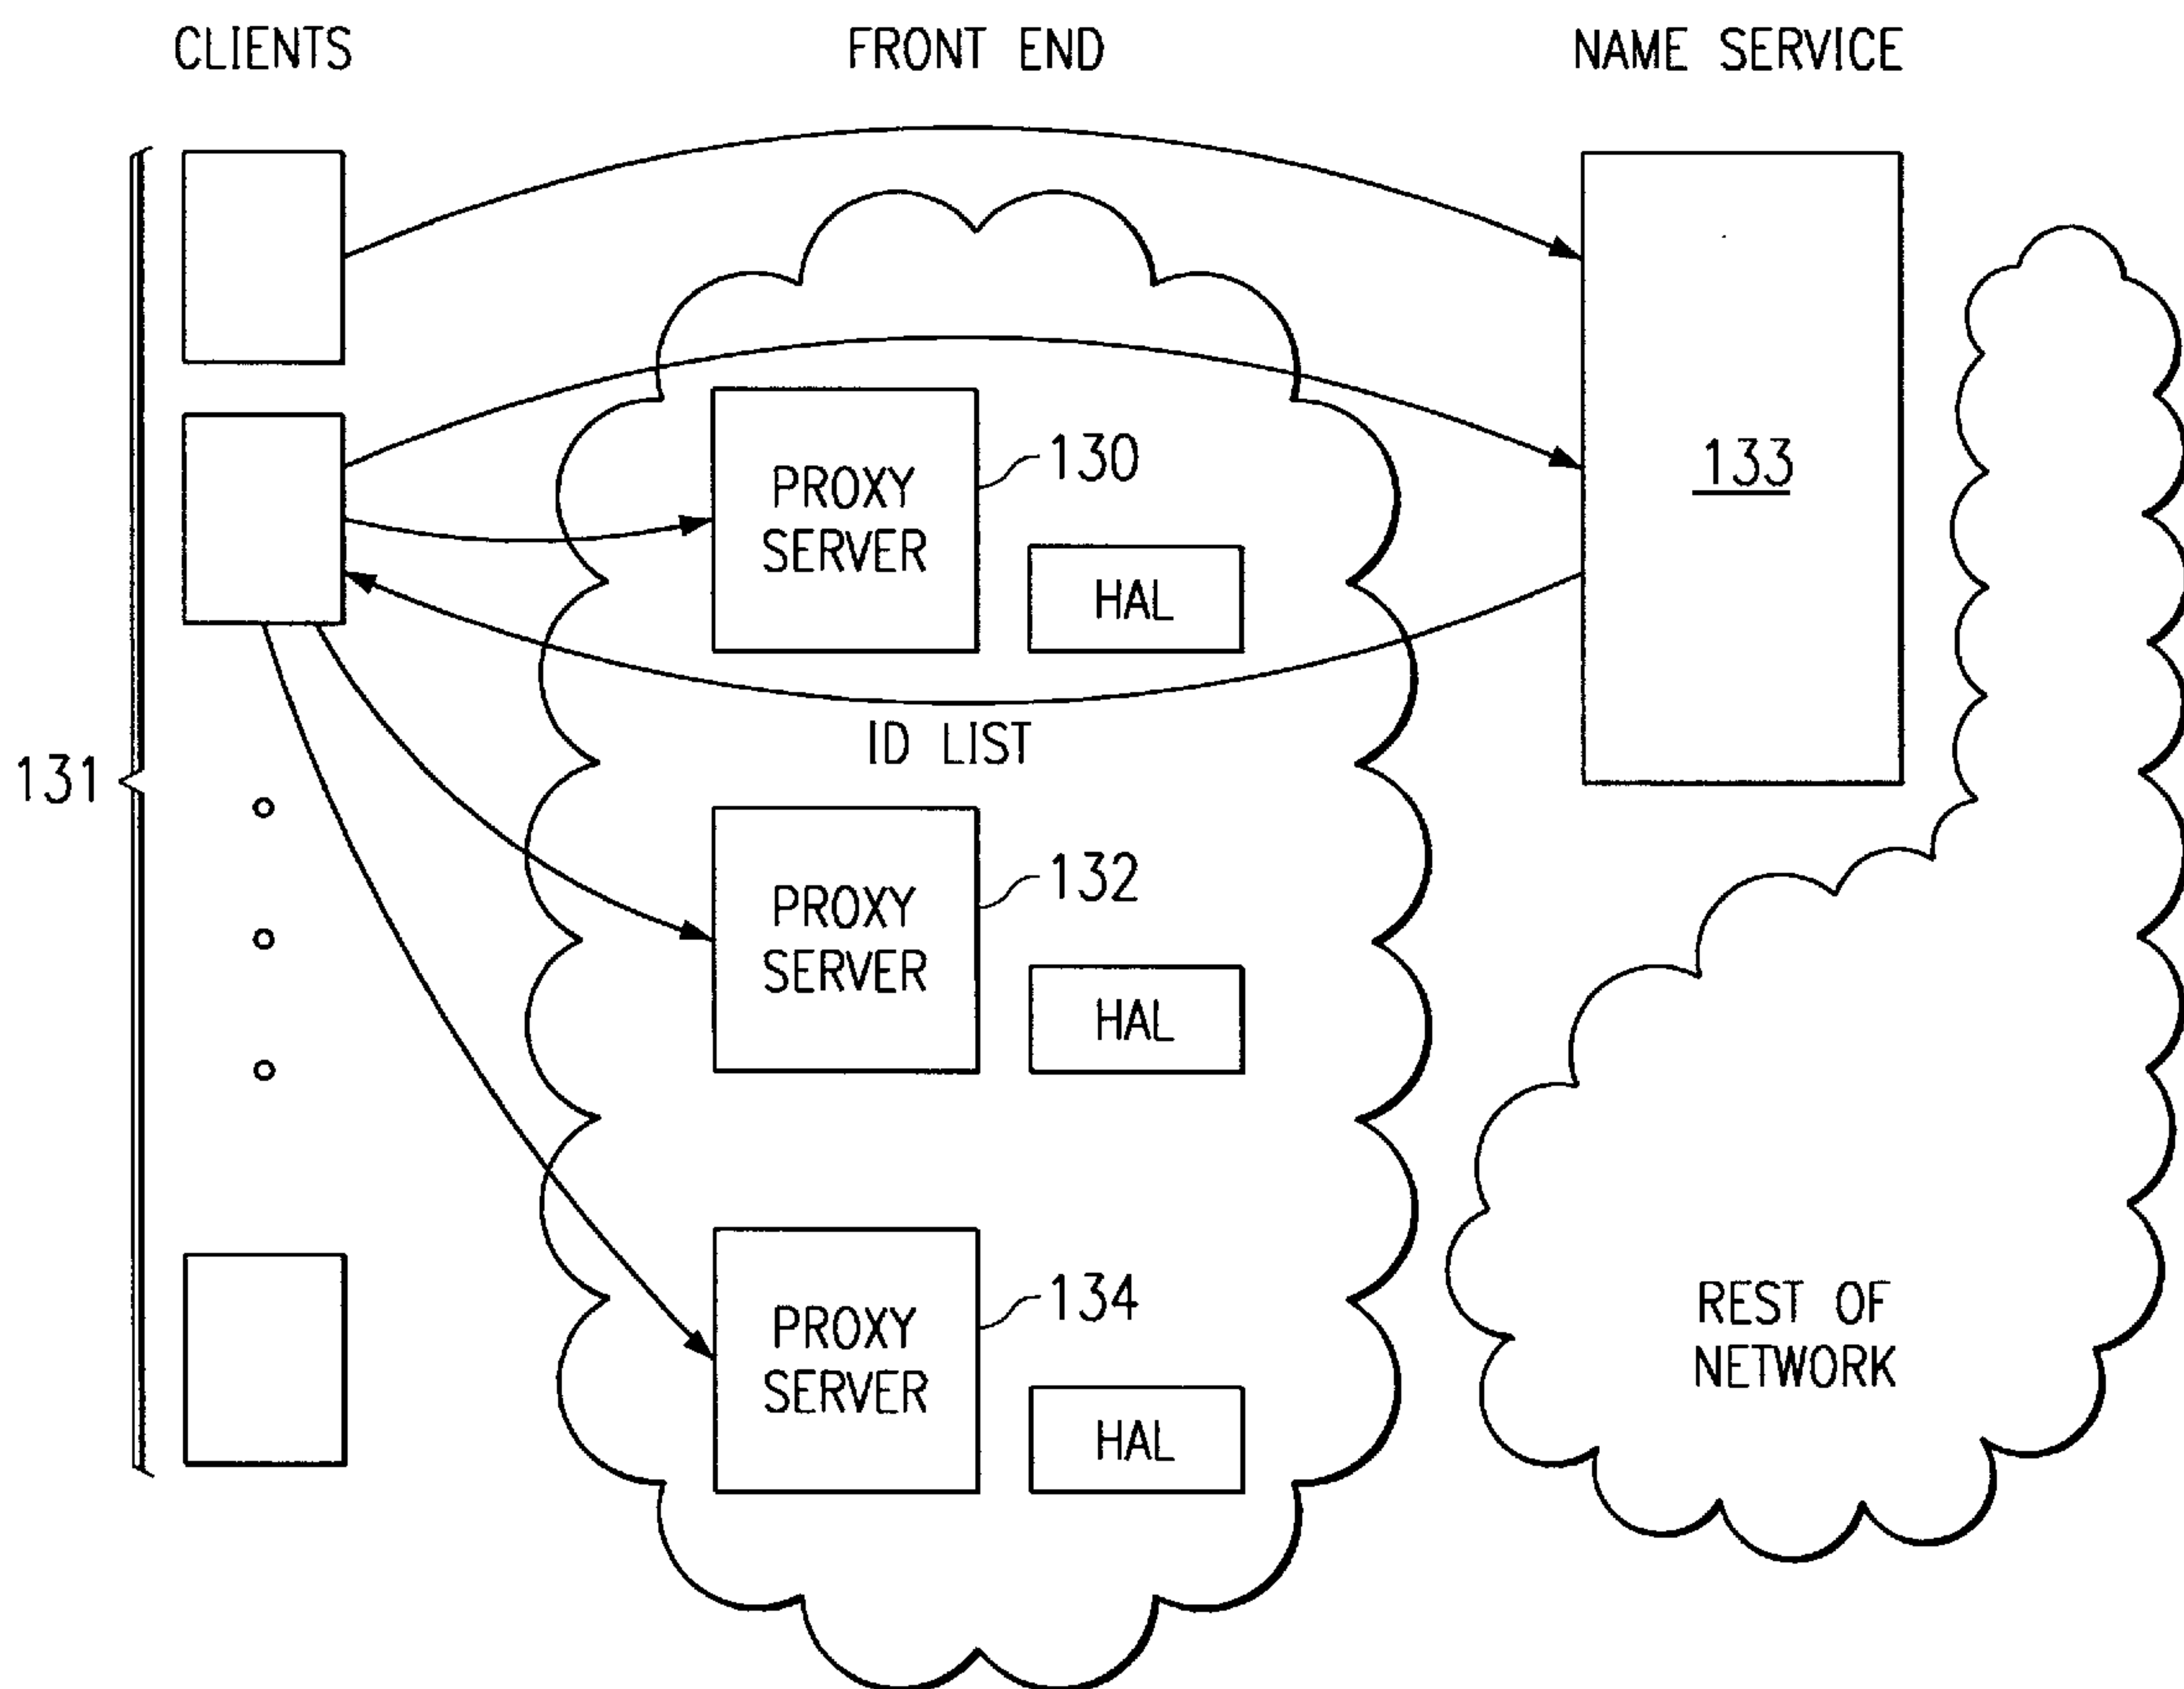 CLIENTS
FRONT END
NAME SERVICE
PROXY
SERVER
130
HAL
133
ID LIST
131
PROXY
SERVER
132
HAL
PROXY
SERVER
134
HAL
REST OF
NETWORK